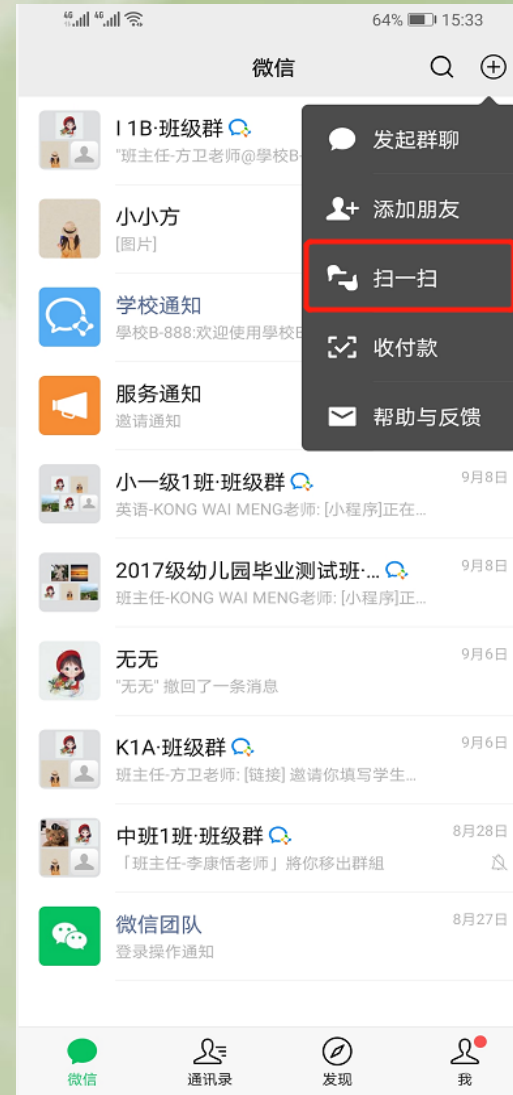 46 46 64% 15:33
微信
I 1B·班级群
"班主任-方卫老师@學校B-
小小方
[图片]
学校通知
學校B-888:欢迎使用學校E
服务通知
邀请通知
发起群聊
添加朋友
扫一扫
收付款
帮助与反馈
小一级1班·班级群 9月8日
英语-KONG WAI MENG老师: [小程序]正在...
2017级幼儿园毕业测试班·... 9月8日
班主任-KONG WAI MENG老师: [小程序]正...
无无 9月6日
"无无" 撤回了一条消息
K1A·班级群 9月6日
班主任-方卫老师: [链接] 邀请你填写学生...
中班1班·班级群 8月28日
「班主任-李康恬老师」將你移出群組
微信团队 8月27日
登录操作通知
微信 通讯录 发现 我